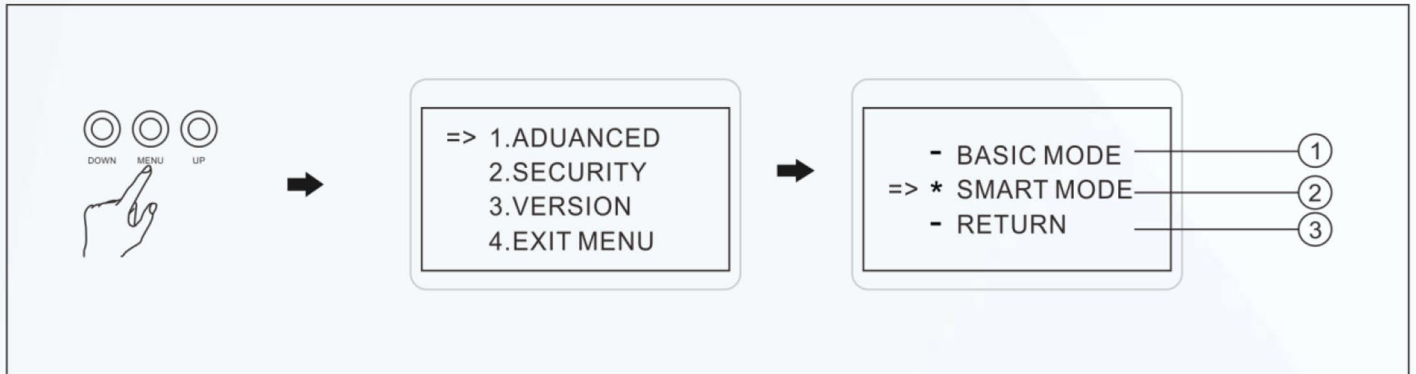 DOWN MENU UP
=> 1.ADUANCED
2.SECURITY
3.VERSION
4.EXIT MENU
- BASIC MODE ①
=> * SMART MODE ②
- RETURN ③